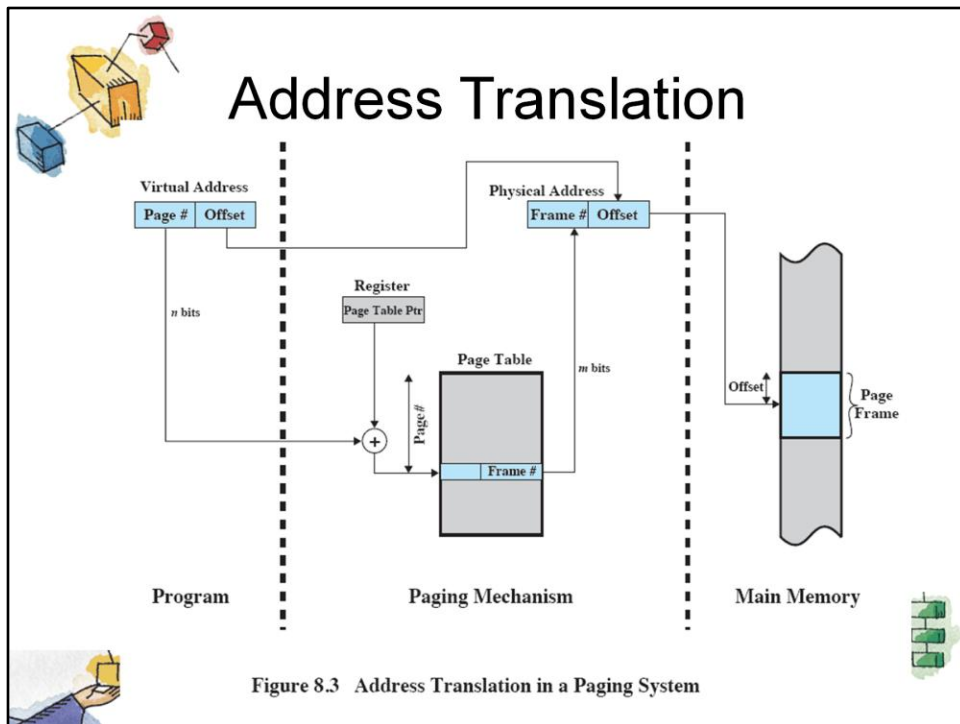 Address Translation
Virtual Address
Page # Offset
Physical Address
Frame # Offset
n bits
Register
Page Table Ptr
Page Table
m bits
Page #
+
Frame #
Offset
Page
Frame
Program
Paging Mechanism
Main Memory
Figure 8.3 Address Translation in a Paging System